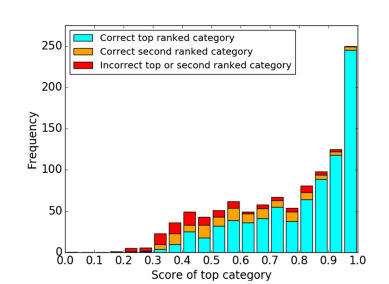 Correct top ranked category
Correct second ranked category
Incorrect top or second ranked category
250
200
150
100
50
0
Frequency
0.0 0.1 0.2 0.3 0.4 0.5 0.6 0.7 0.8 0.9 1.0
Score of top category